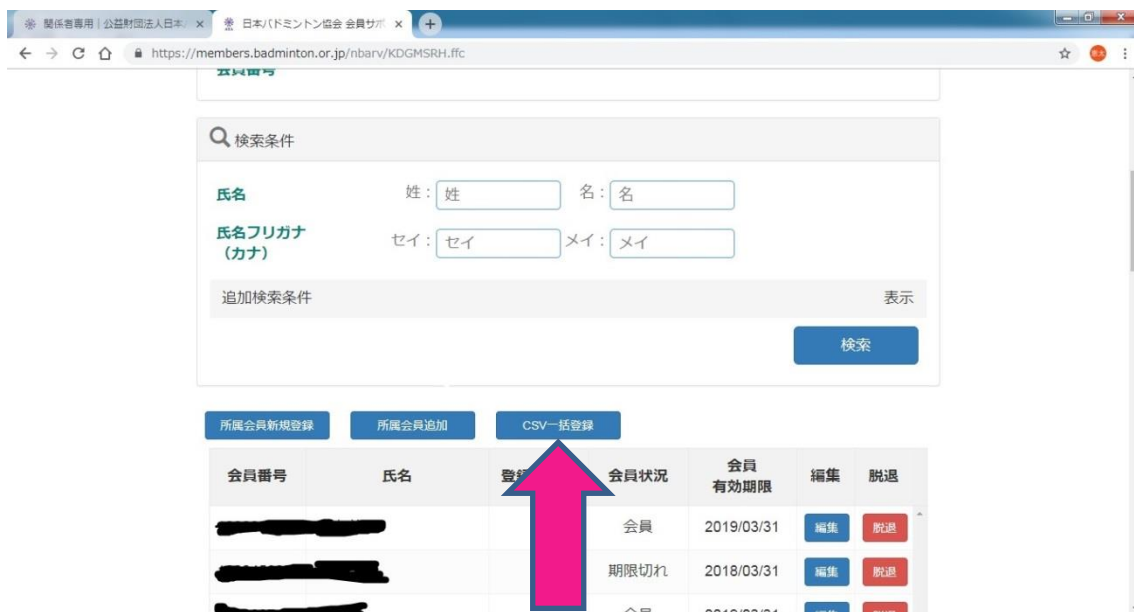 関係者専用 | 公益財団法人日本
日本バドミントン協会 会員サポ
https://members.badminton.or.jp/nbarv/KDGMSRH.ffc
会員番号
検索条件
氏名 姓： 姓 名： 名
氏名フリガナ
（カナ） セイ： セイ メイ： メイ
追加検索条件 表示
検索
所属会員新規登録 所属会員追加 CSV一括登録
会員番号 氏名 登 会員状況 会員
有効期限 編集 脱退
会員 2019/03/31 編集 脱退
期限切れ 2018/03/31 編集 脱退